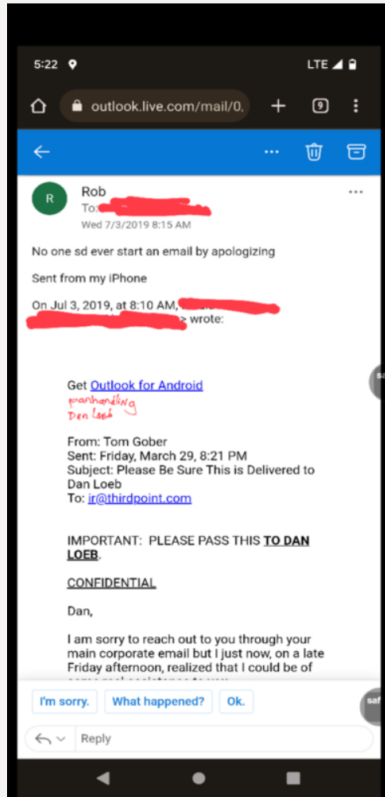 5:22
LTE
outlook.live.com/mail/0.
9
R
Rob
To:
Wed 7/3/2019 8:15 AM
No one sd ever start an email by apologizing
Sent from my iPhone
On Jul 3, 2019, at 8:10 AM,
> wrote:
Get Outlook for Android
panhandling
Dan Loeb
From: Tom Gober
Sent: Friday, March 29, 8:21 PM
Subject: Please Be Sure This is Delivered to
Dan Loeb
To: ir@thirdpoint.com
IMPORTANT: PLEASE PASS THIS TO DAN
LOEB.
CONFIDENTIAL
Dan,
I am sorry to reach out to you through your
main corporate email but I just now, on a late
Friday afternoon, realized that I could be of
I'm sorry.
What happened?
Ok.
Reply